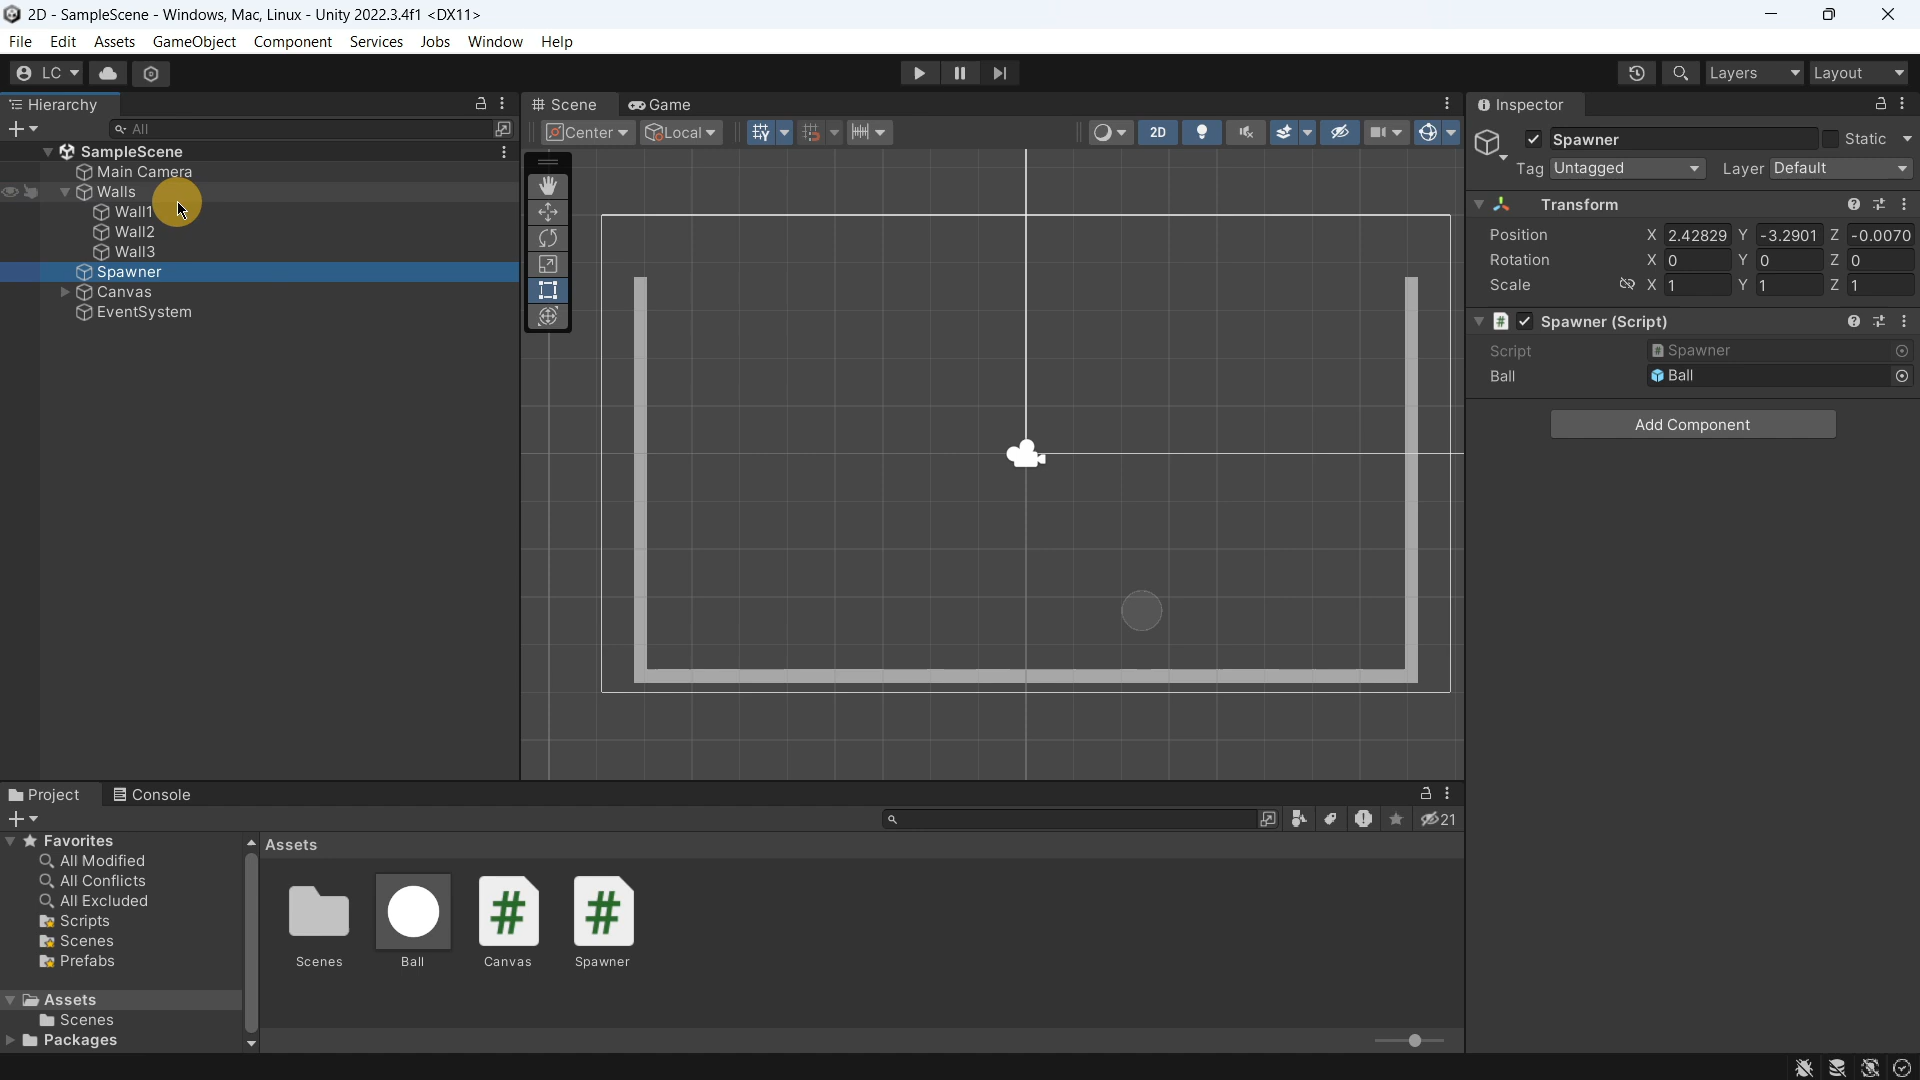 2D - SampleScene - Windows, Mac, Linux - Unity 2022.3.4f1 <DX11>
File Edit Assets GameObject Component Services Jobs Window Help
LC
Layers
Layout
Hierarchy
All
SampleScene
Main Camera
Walls
Wall1
Wall2
Wall3
Spawner
Canvas
EventSystem
Scene
Game
Center
Local
2D
Inspector
Spawner
Static
Tag Untagged
Layer Default
Transform
Position X 2.42829 Y -3.2901 Z -0.0070
Rotation X 0 Y 0 Z 0
Scale X 1 Y 1 Z 1
# Spawner (Script)
Script # Spawner
Ball Ball
Add Component
Project
Console
21
Favorites
All Modified
All Conflicts
All Excluded
Scripts
Scenes
Prefabs
Assets
Scenes
Packages
Assets
Scenes
Ball
# Canvas
# Spawner